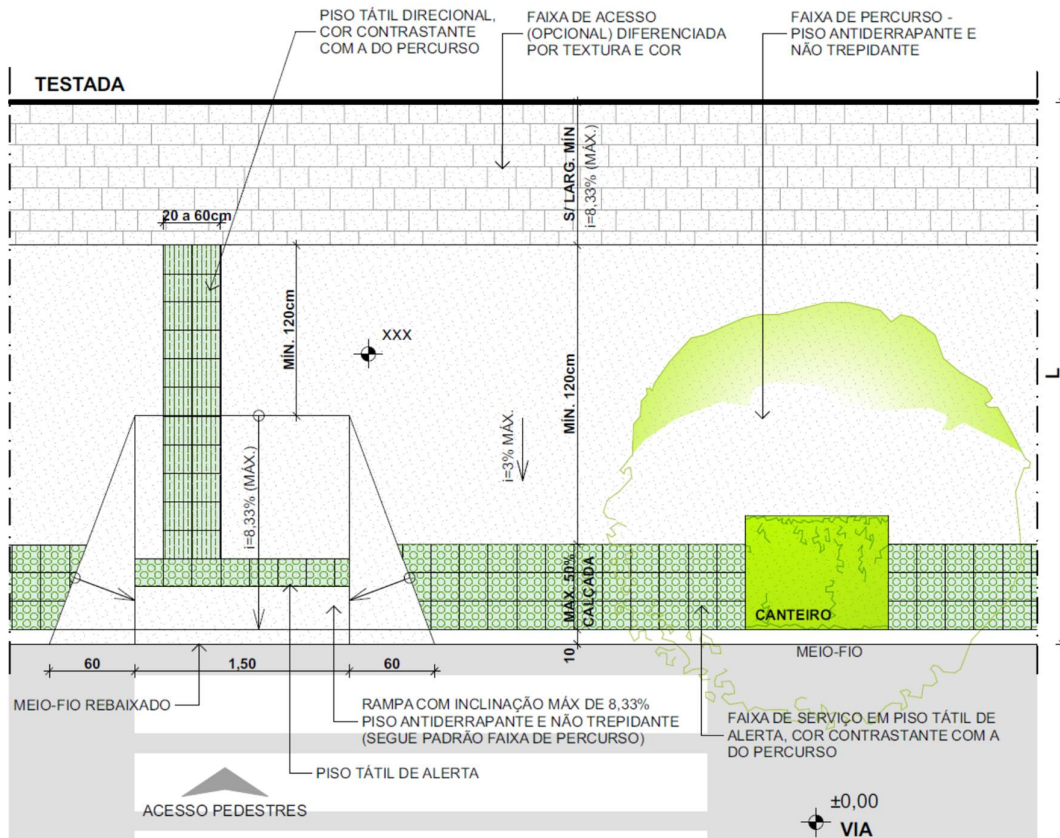 PISO TÁTIL DIRECIONAL,
COR CONTRASTANTE
COM A DO PERCURSO
FAIXA DE ACESSO
(OPCIONAL) DIFERENCIADA
POR TEXTURA E COR
FAIXA DE PERCURSO -
PISO ANTIDERRAPANTE E
NÃO TREPIDANTE
TESTADA
S/ LARG. MÍN
i=8,33% (MÁX.)
20 a 60cm
MÍN. 120cm
XXX
MÍN. 120cm
L
i=3% MÁX.
i=8,33% (MÁX.)
MÁX. 50%
CALÇADA
CANTEIRO
10
MEIO-FIO
60
1,50
60
MEIO-FIO REBAIXADO
RAMPA COM INCLINAÇÃO MÁX DE 8,33%
PISO ANTIDERRAPANTE E NÃO TREPIDANTE
(SEGUE PADRÃO FAIXA DE PERCURSO)
FAIXA DE SERVIÇO EM PISO TÁTIL DE
ALERTA, COR CONTRASTANTE COM A
DO PERCURSO
PISO TÁTIL DE ALERTA
ACESSO PEDESTRES
±0,00
VIA